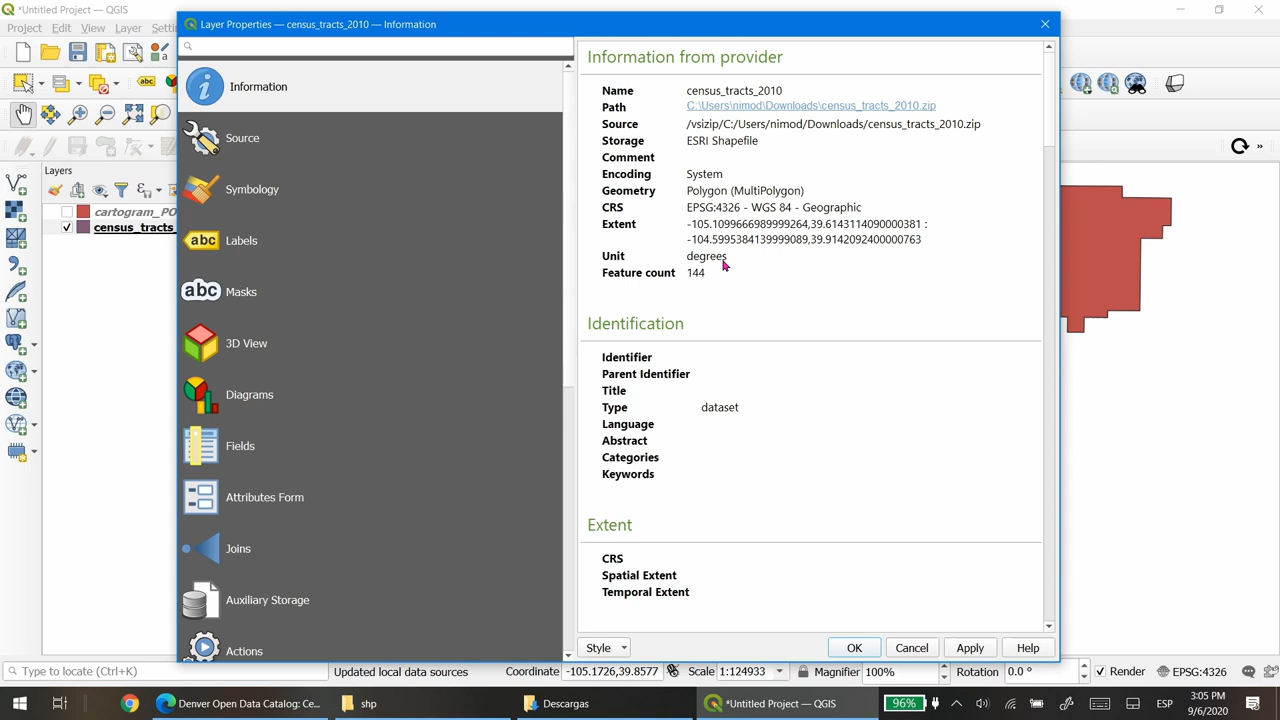 *Untitled Project — QGIS
Project Edit View Layer
Layer Properties — census_tracts_2010 — Information
Layers
cartogram_PO
census_tracts_
Information
Source
Symbology
Labels
Masks
3D View
Diagrams
Fields
Attributes Form
Joins
Auxiliary Storage
Actions
abc
abc
abc
Information from provider
Name census_tracts_2010
Path C:\Users\nimod\Downloads\census_tracts_2010.zip
Source /vsizip/C:/Users/nimod/Downloads/census_tracts_2010.zip
Storage ESRI Shapefile
Comment
Encoding System
Geometry Polygon (MultiPolygon)
CRS EPSG:4326 - WGS 84 - Geographic
Extent -105.1099666989999264,39.6143114090000381 :
-104.5995384139999089,39.9142092400000763
Unit degrees
Feature count 144
Identification
Identifier
Parent Identifier
Title
Type dataset
Language
Abstract
Categories
Keywords
Extent
CRS
Spatial Extent
Temporal Extent
Style OK Cancel Apply Help
Type to locate (Ctrl+K) Updated local data sources Coordinate -105.1726,39.8577 Scale 1:124933 Magnifier 100% Rotation 0.0 ° Render EPSG:4326
Denver Open Data Catalog: Ce... shp Descargas *Untitled Project — QGIS 96% ESP 3:05 PM
9/6/2020